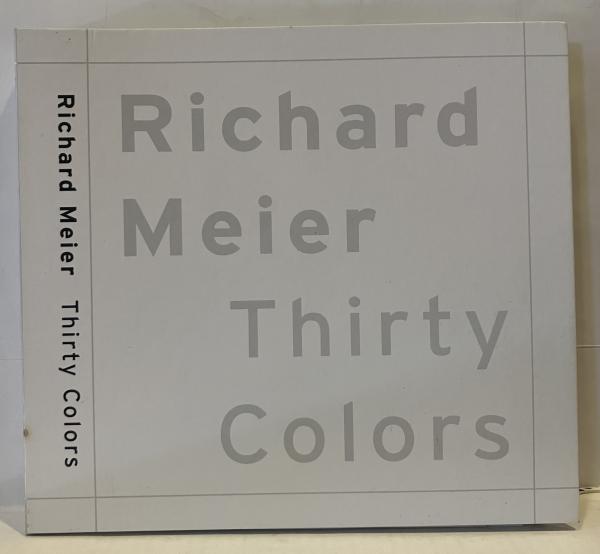 Richard Meier Thirty Colors
Richard
Meier
Thirty
Colors